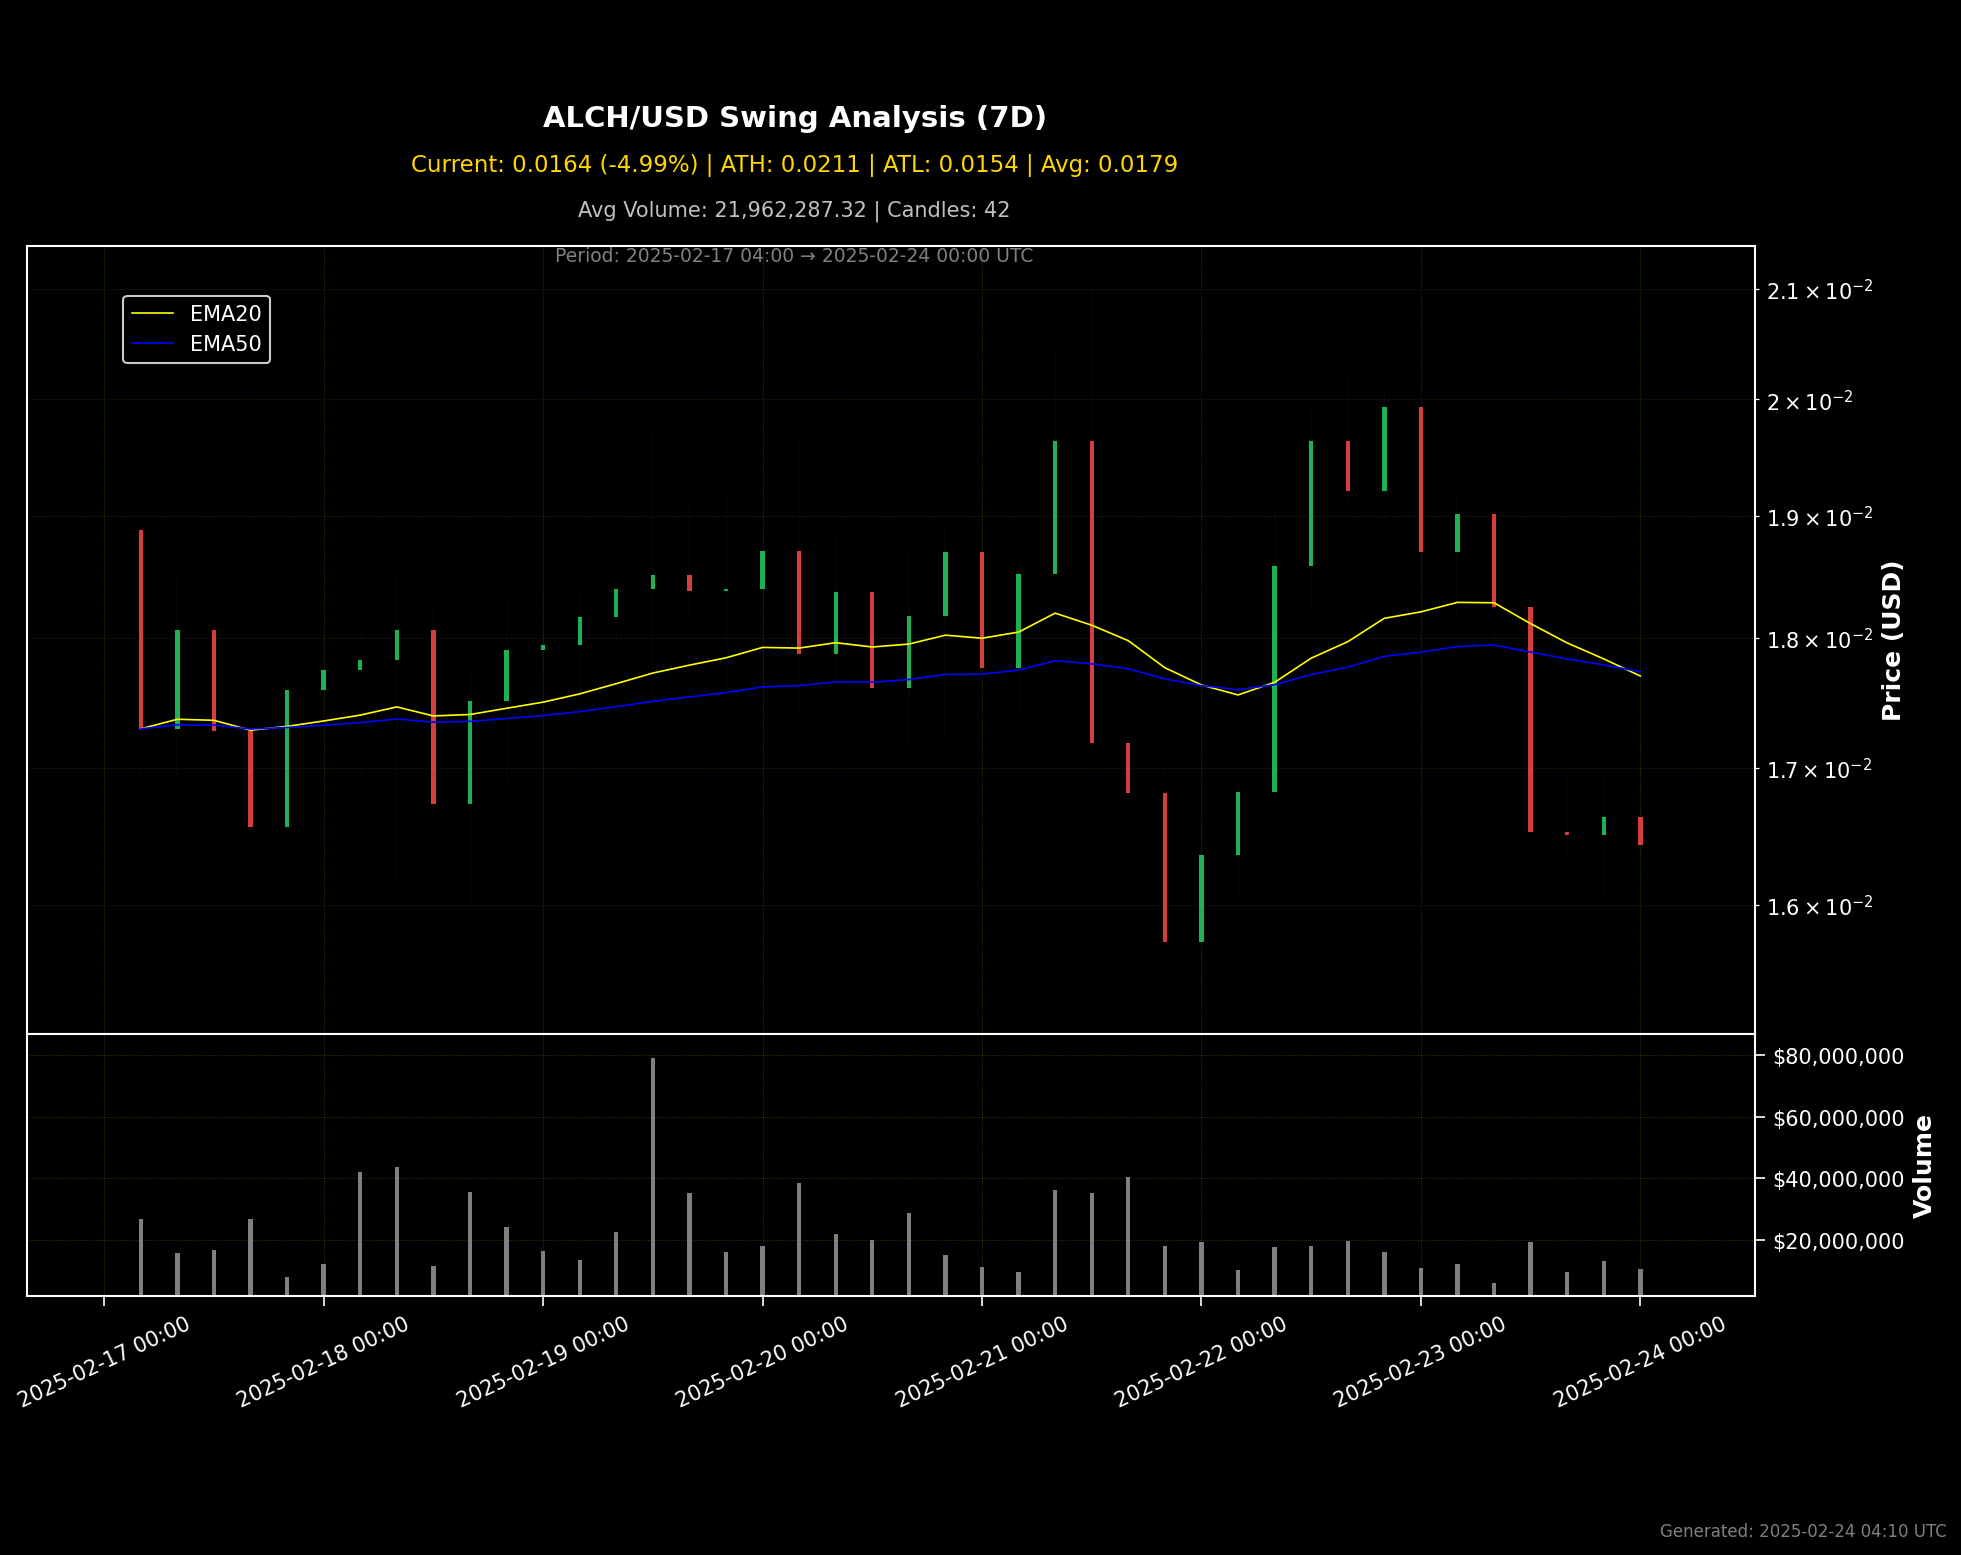 ALCH/USD Swing Analysis (7D)
Current: 0.0164 (-4.99%) | ATH: 0.0211 | ATL: 0.0154 | Avg: 0.0179
Avg Volume: 21,962,287.32 | Candles: 42
Period: 2025-02-17 04:00 → 2025-02-24 00:00 UTC
EMA20
EMA50
2.1 × 10⁻²
2 × 10⁻²
1.9 × 10⁻²
1.8 × 10⁻²
1.7 × 10⁻²
1.6 × 10⁻²
Price (USD)
$80,000,000
$60,000,000
$40,000,000
$20,000,000
Volume
2025-02-17 00:00
2025-02-18 00:00
2025-02-19 00:00
2025-02-20 00:00
2025-02-21 00:00
2025-02-22 00:00
2025-02-23 00:00
2025-02-24 00:00
Generated: 2025-02-24 04:10 UTC